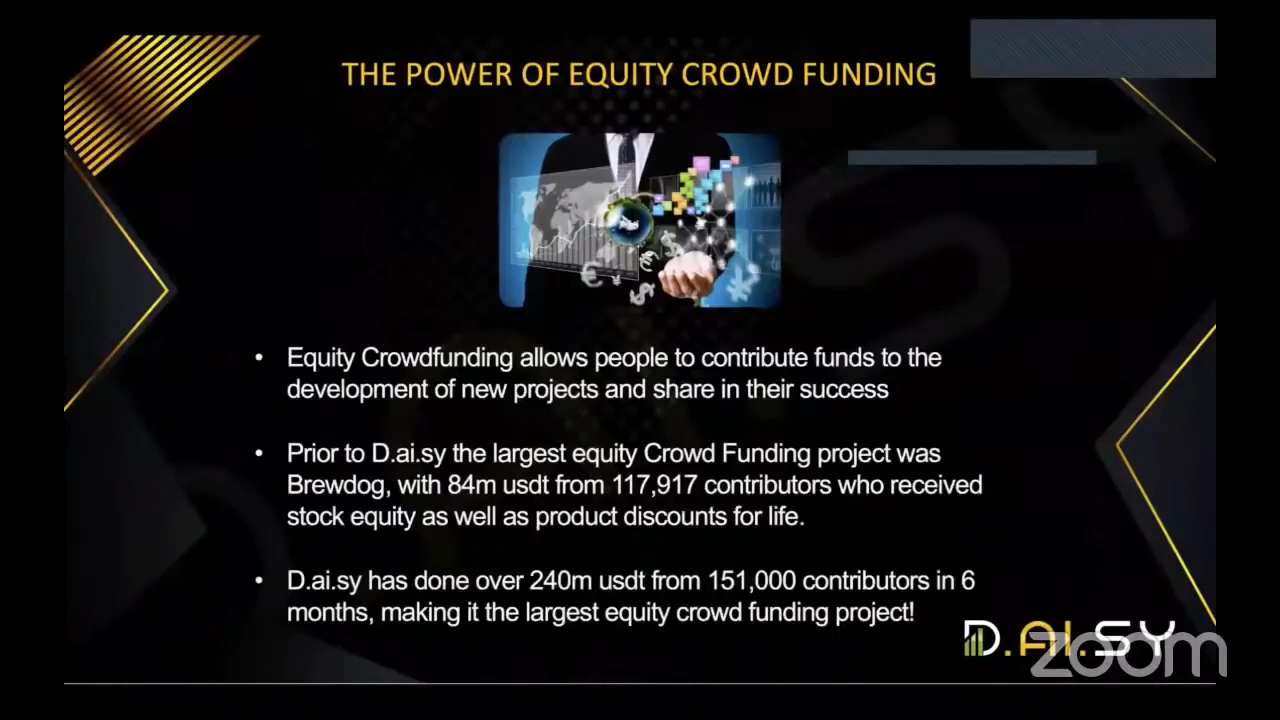 THE POWER OF EQUITY CROWD FUNDING
• Equity Crowdfunding allows people to contribute funds to the
development of new projects and share in their success
• Prior to D.ai.sy the largest equity Crowd Funding project was
Brewdog, with 84m usdt from 117,917 contributors who received
stock equity as well as product discounts for life.
• D.ai.sy has done over 240m usdt from 151,000 contributors in 6
months, making it the largest equity crowd funding project!
D.AI.SY
zoom